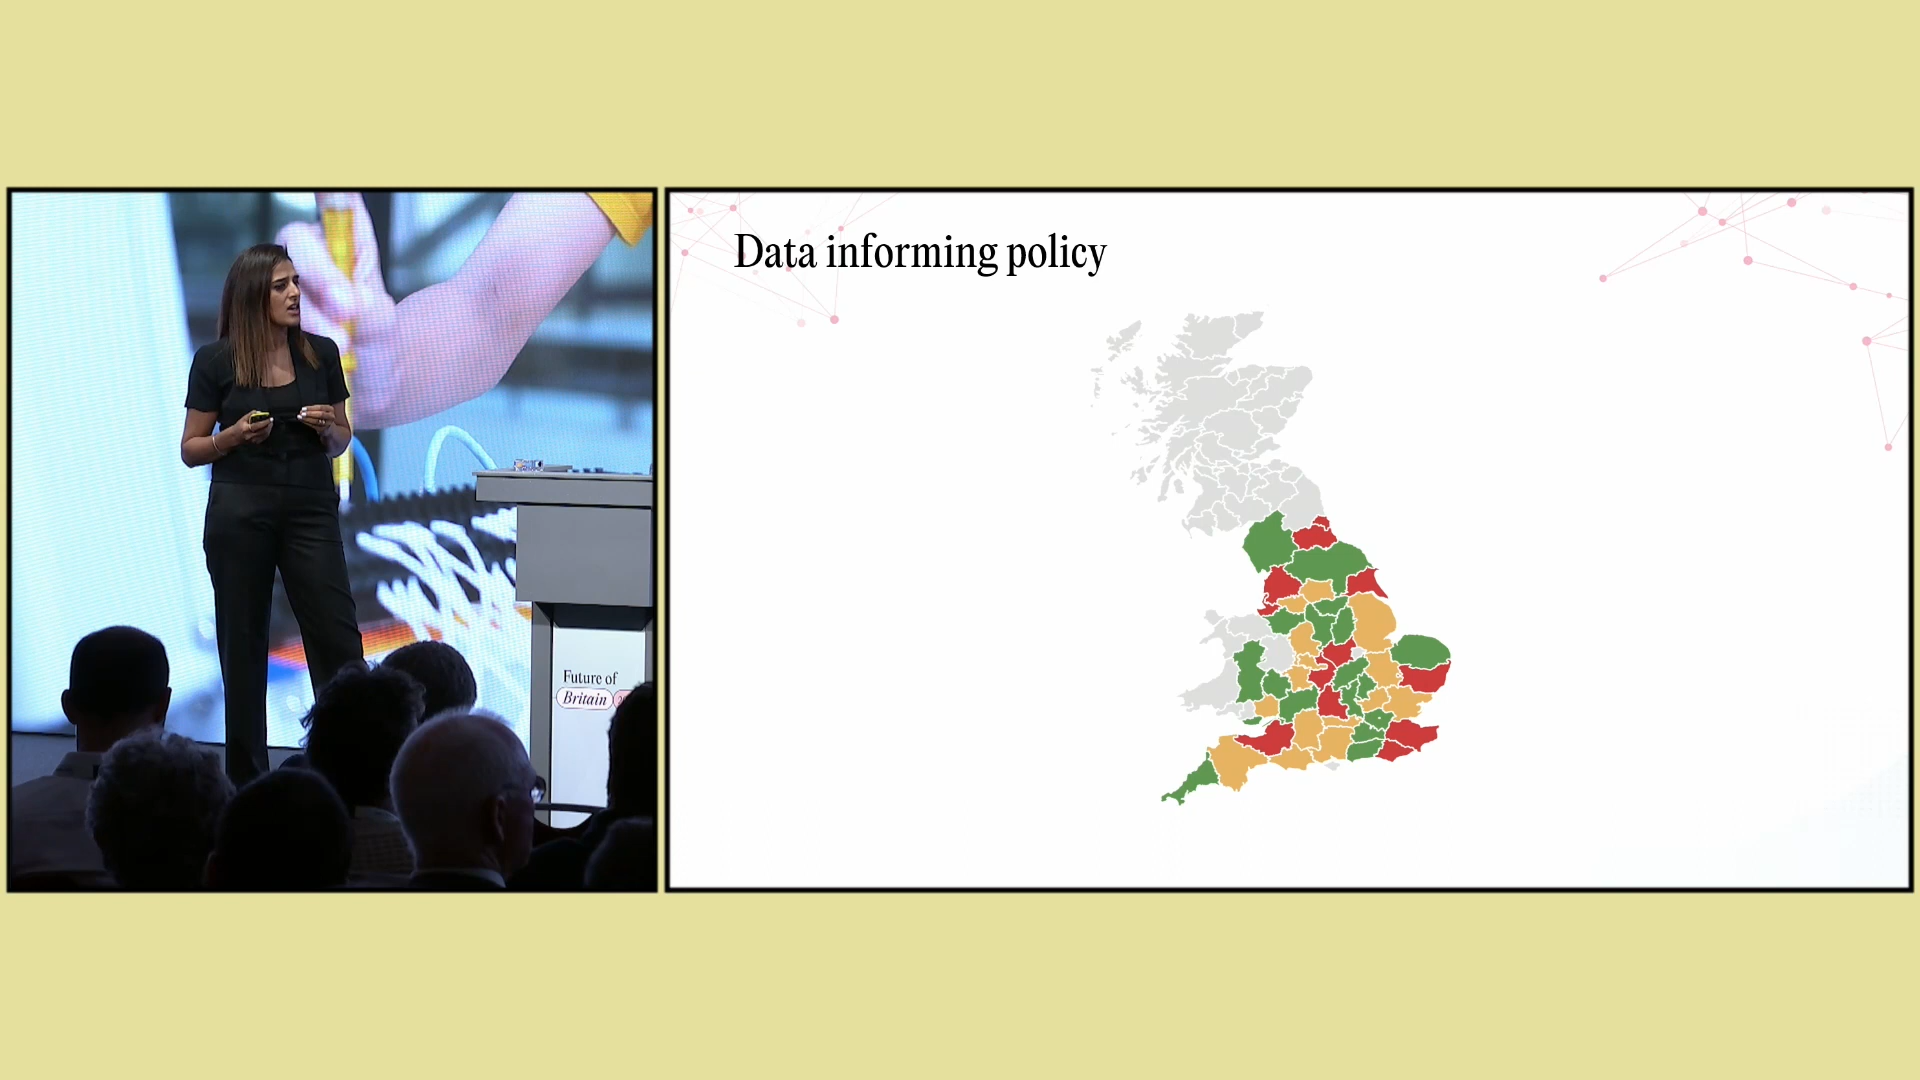 Data informing policy
Future of
Britain